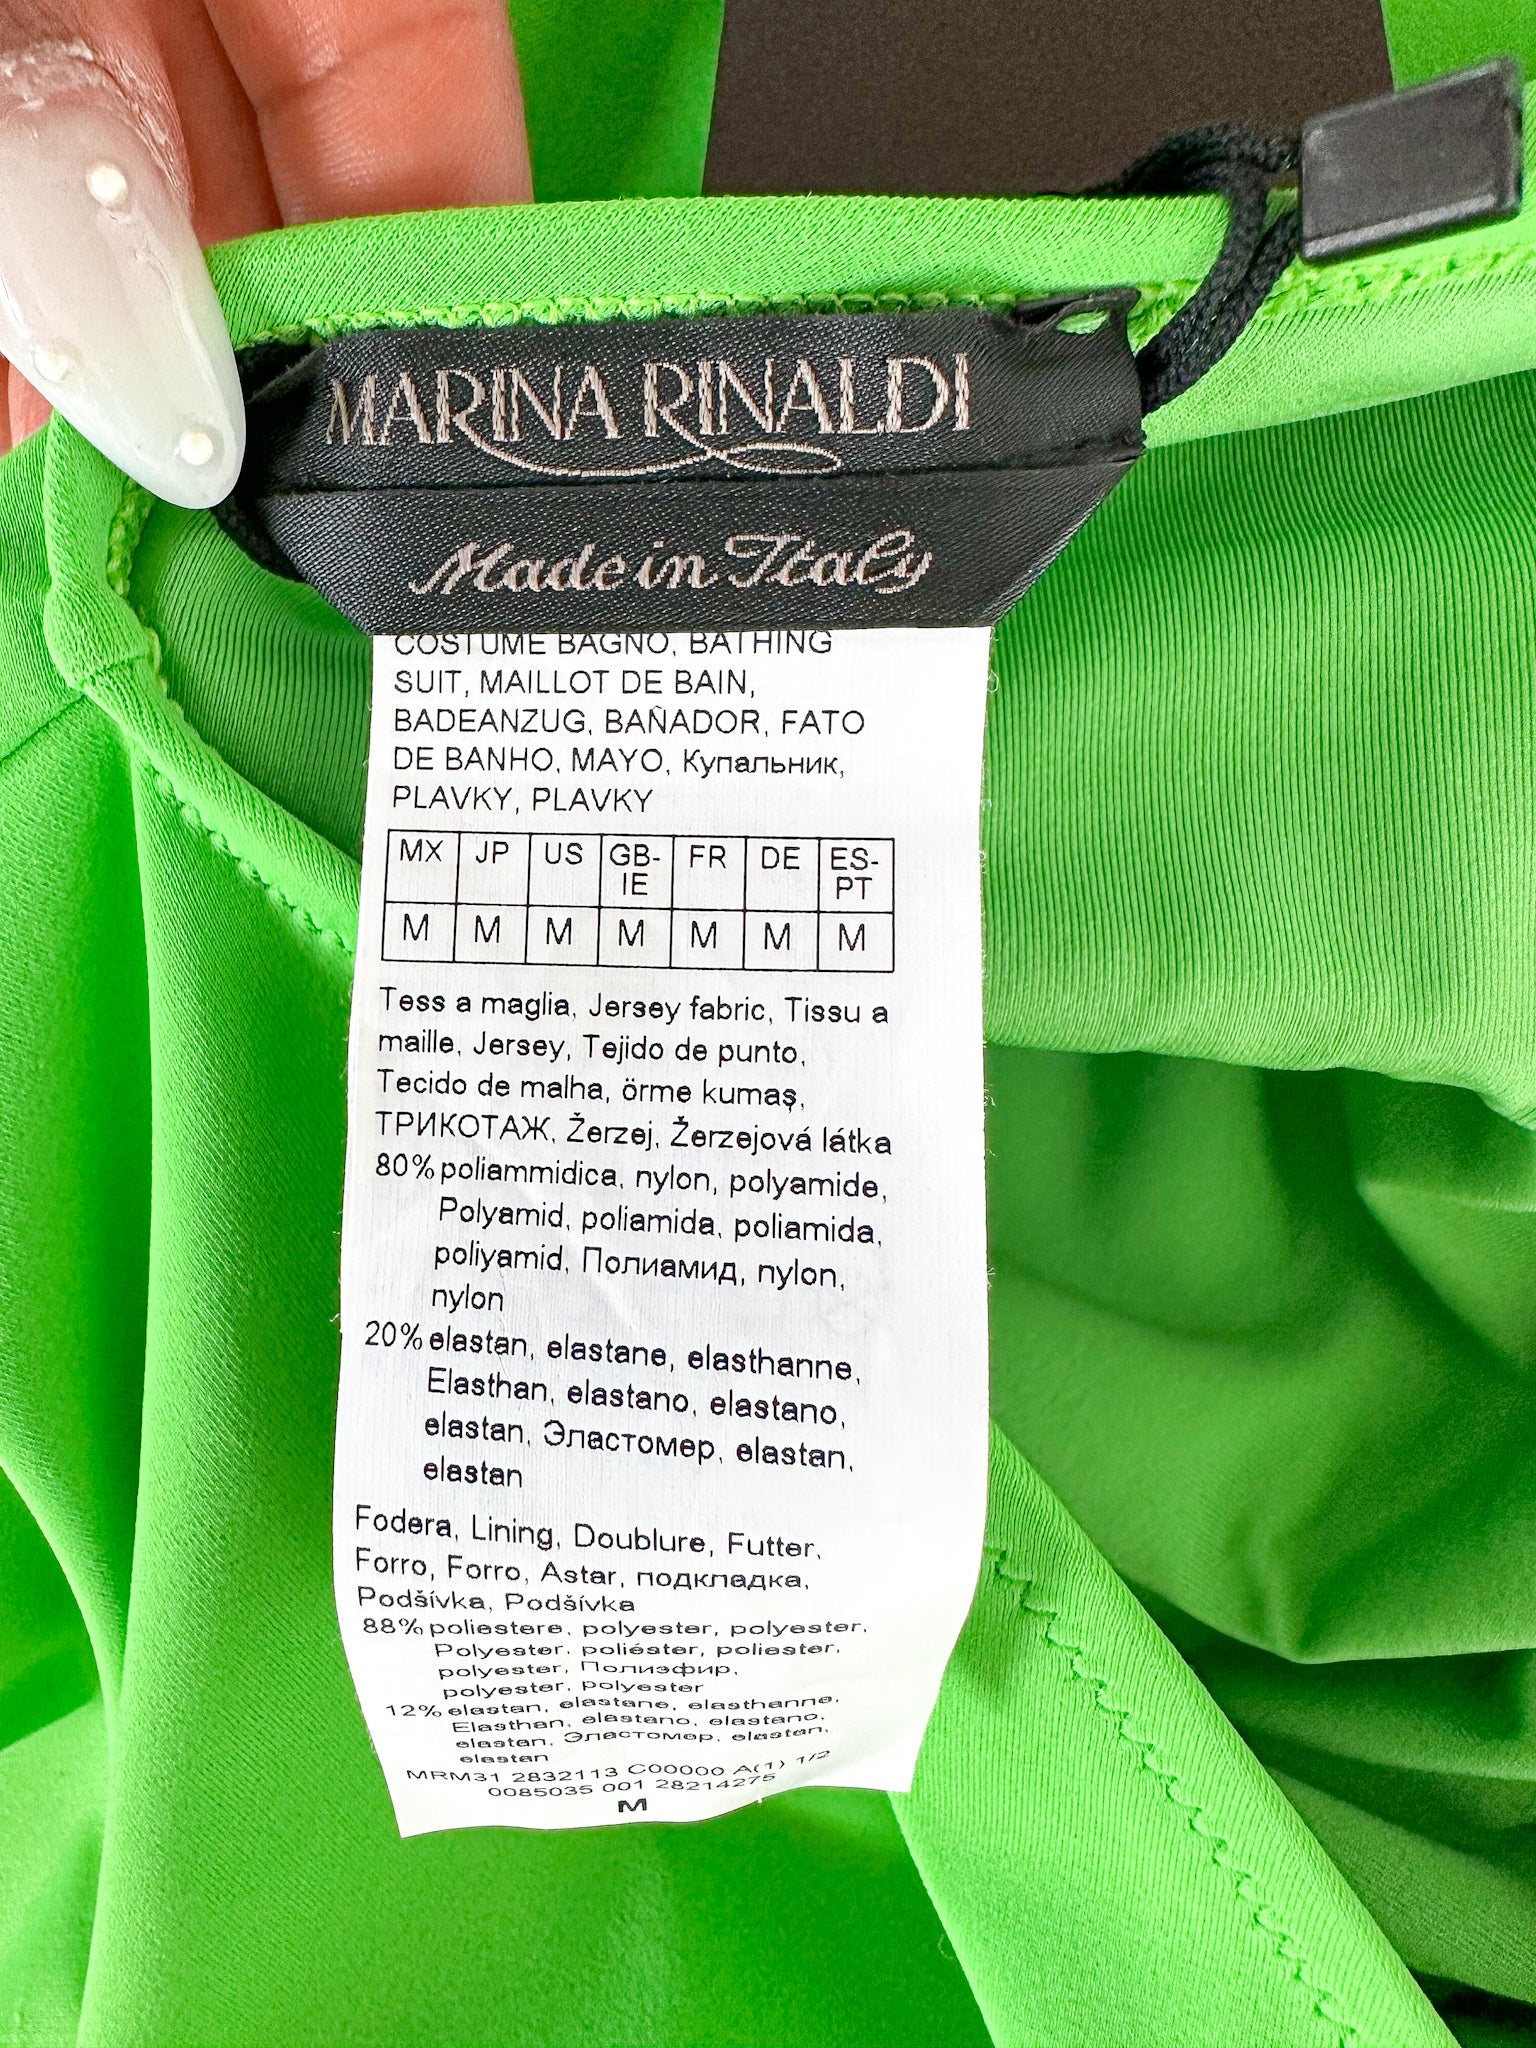 MARINA RINALDI
Made in Italy
COSTUME BAGNO, BATHING
SUIT, MAILLOT DE BAIN,
BADEANZUG, BAÑADOR, FATO
DE BANHO, MAYO, Купальник,
PLAVKY, PLAVKY
MX JP US GB-IE FR DE ES-PT
M M M M M M M
Tess a maglia, Jersey fabric, Tissu a
maille, Jersey, Tejido de punto,
Tecido de malha, örme kumaş,
ТРИКОТАЖ, Žerzej, Žerzejová látka
80% poliammidica, nylon, polyamide,
Polyamid, poliamida, poliamida,
poliyamid, Полиамид, nylon,
nylon
20% elastan, elastane, elasthanne,
Elasthan, elastano, elastano,
elastan, Эластомер, elastan,
elastan
Fodera, Lining, Doublure, Futter,
Forro, Forro, Astar, подкладка,
Podšívka, Podšívka
88% poliestere, polyester, polyester,
Polyester, poliéster, poliester,
polyester, Полиэфир,
polyester, polyester
12% elastan, elastane, elasthanne,
Elasthan, elastano, elastano,
elastan, Эластомер, elastan,
elastan
MRM31 2832113 C00000 A(1) 1/2
0085035 001 28214275
M